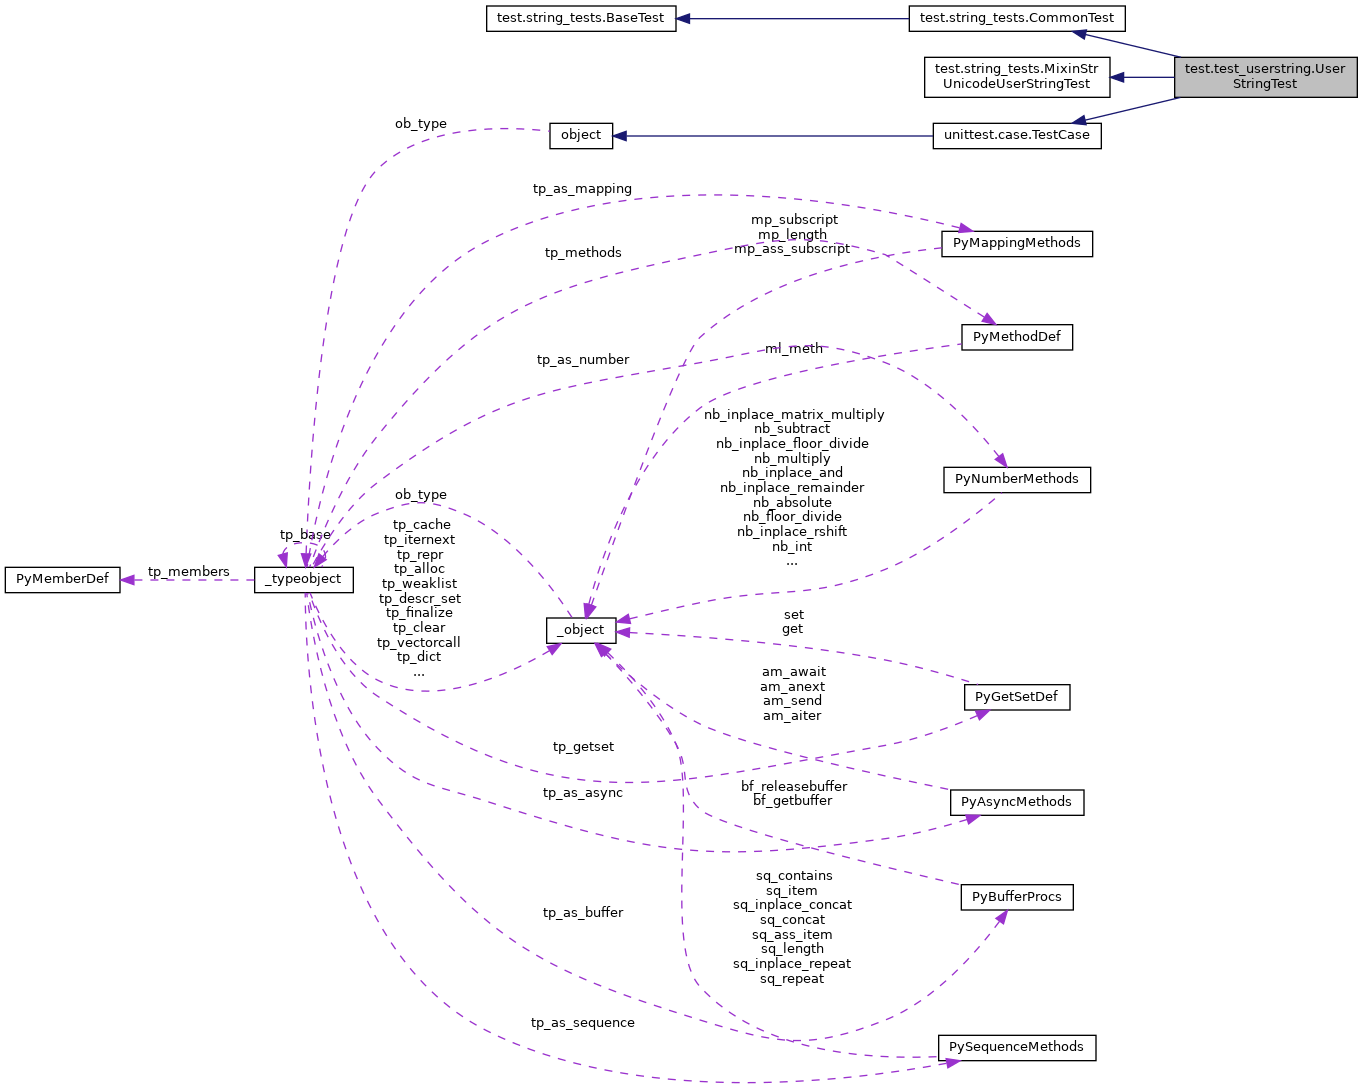 test.string_tests.BaseTest
test.string_tests.CommonTest
test.string_tests.MixinStr
UnicodeUserStringTest
test.test_userstring.User
StringTest
ob_type
object
unittest.case.TestCase
tp_as_mapping
mp_subscript
mp_length
mp_ass_subscript
PyMappingMethods
tp_methods
PyMethodDef
ml_meth
tp_as_number
nb_inplace_matrix_multiply
nb_subtract
nb_inplace_floor_divide
nb_multiply
nb_inplace_and
nb_inplace_remainder
nb_absolute
nb_floor_divide
nb_inplace_rshift
nb_int
...
PyNumberMethods
ob_type
tp_cache
tp_iternext
tp_repr
tp_alloc
tp_weaklist
tp_descr_set
tp_finalize
tp_clear
tp_vectorcall
tp_dict
...
tp_base
PyMemberDef
tp_members
_typeobject
_object
set
get
PyGetSetDef
am_await
am_anext
am_send
am_aiter
tp_getset
tp_as_async
bf_releasebuffer
bf_getbuffer
PyAsyncMethods
sq_contains
sq_item
sq_inplace_concat
sq_concat
sq_ass_item
sq_length
sq_inplace_repeat
sq_repeat
PyBufferProcs
tp_as_buffer
tp_as_sequence
PySequenceMethods